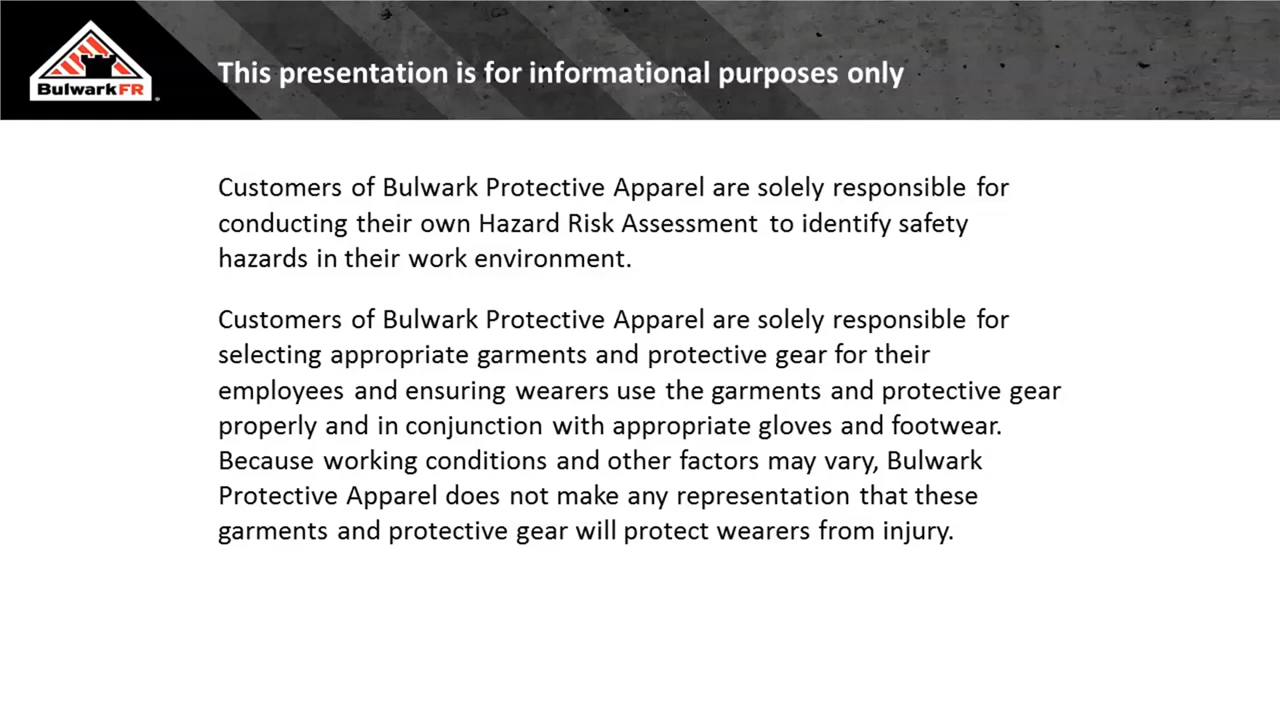 BulwarkFR
This presentation is for informational purposes only
Customers of Bulwark Protective Apparel are solely responsible for
conducting their own Hazard Risk Assessment to identify safety
hazards in their work environment.
Customers of Bulwark Protective Apparel are solely responsible for
selecting appropriate garments and protective gear for their
employees and ensuring wearers use the garments and protective gear
properly and in conjunction with appropriate gloves and footwear.
Because working conditions and other factors may vary, Bulwark
Protective Apparel does not make any representation that these
garments and protective gear will protect wearers from injury.